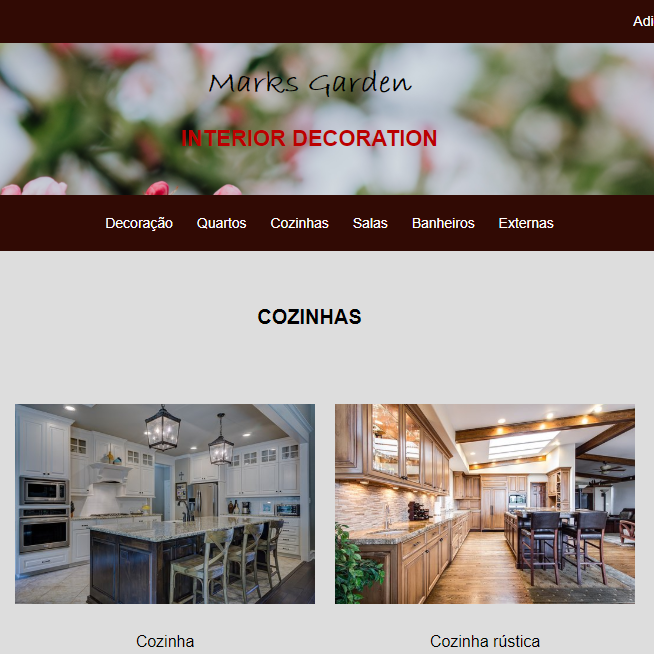 Adi
Marks Garden
INTERIOR DECORATION
Decoração Quartos Cozinhas Salas Banheiros Externas
COZINHAS
Cozinha Cozinha rústica